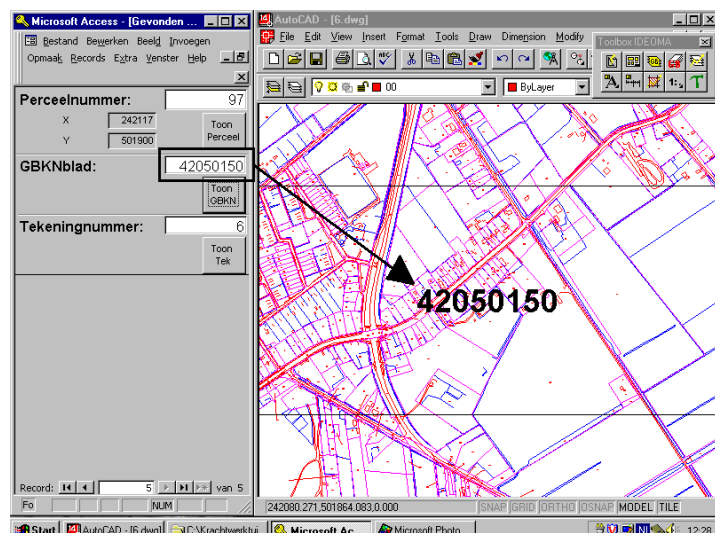 Microsoft Access - [Gevonden ...
Bestand Bewerken Beeld Invoegen
Opmaak Records Extra Venster Help
Perceelnummer: 97
X 242117
Y 501900
Toon
Perceel
GBKNblad: 42050150
Toon
GBKN
Tekeningnummer: 6
Toon
Tek
Record: 5 van 5
Fo NUM
AutoCAD - [6.dwg]
File Edit View Insert Format Tools Draw Dimension Modify
Toolbox IDEOMA
00 ByLayer
42050150
242080.271,501864.083,0.000 SNAP GRID ORTHO OSNAP MODEL TILE
Start AutoCAD - [6.dwg] C:\Krachtwerktui Microsoft Ac... Microsoft Photo... NI 12:28